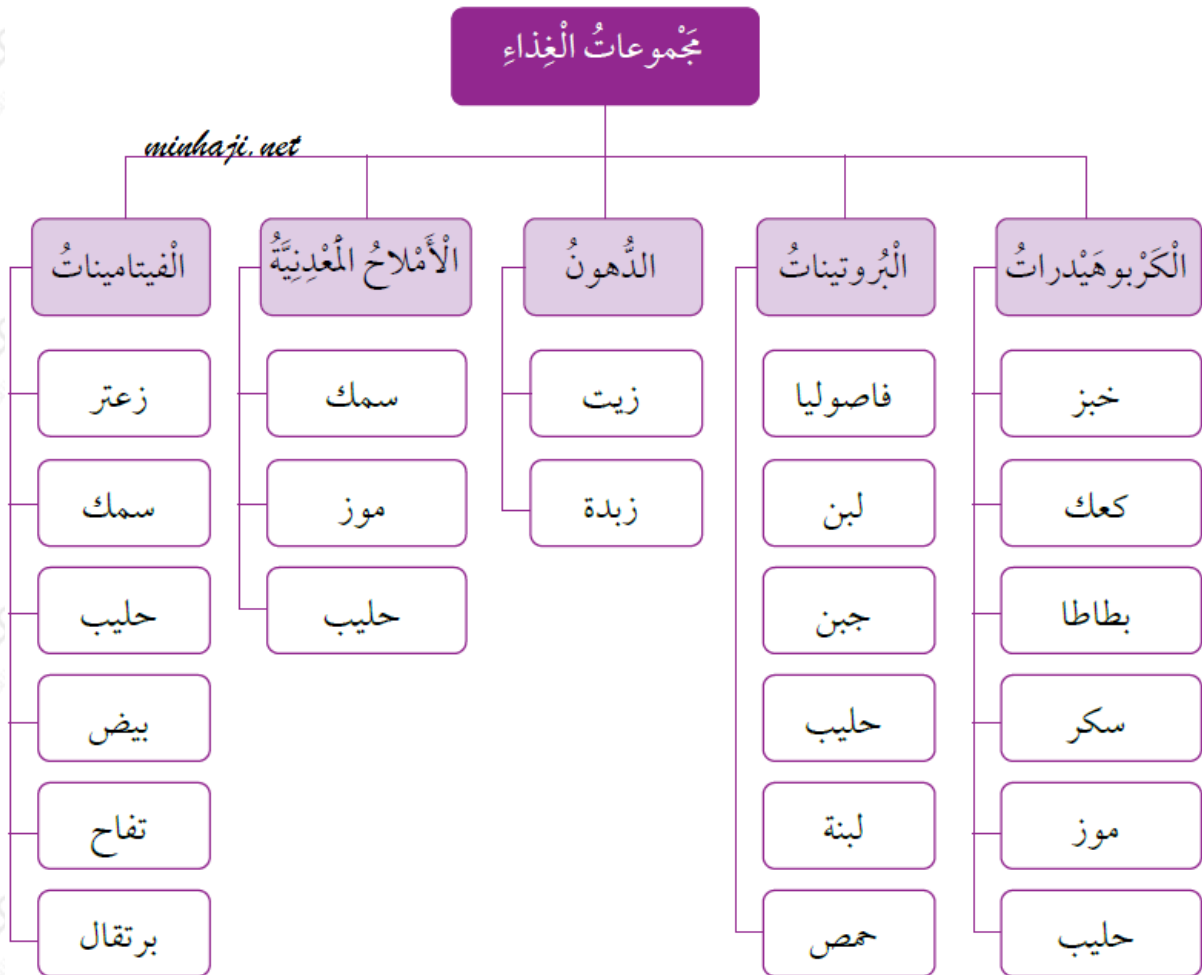 مَجْموعاتُ الْغِذاءِ
minhaji.net
الْكَرْبوهَيْدراتُ
خبز
كعك
بطاطا
سكر
موز
حليب
الْبُروتيناتُ
فاصوليا
لبن
جبن
حليب
لبنة
حمص
الدُّهونُ
زيت
زبدة
الْأَمْلاحُ الْمَعْدِنِيَّةُ
سمك
موز
حليب
الْفيتاميناتُ
زعتر
سمك
حليب
بيض
تفاح
برتقال